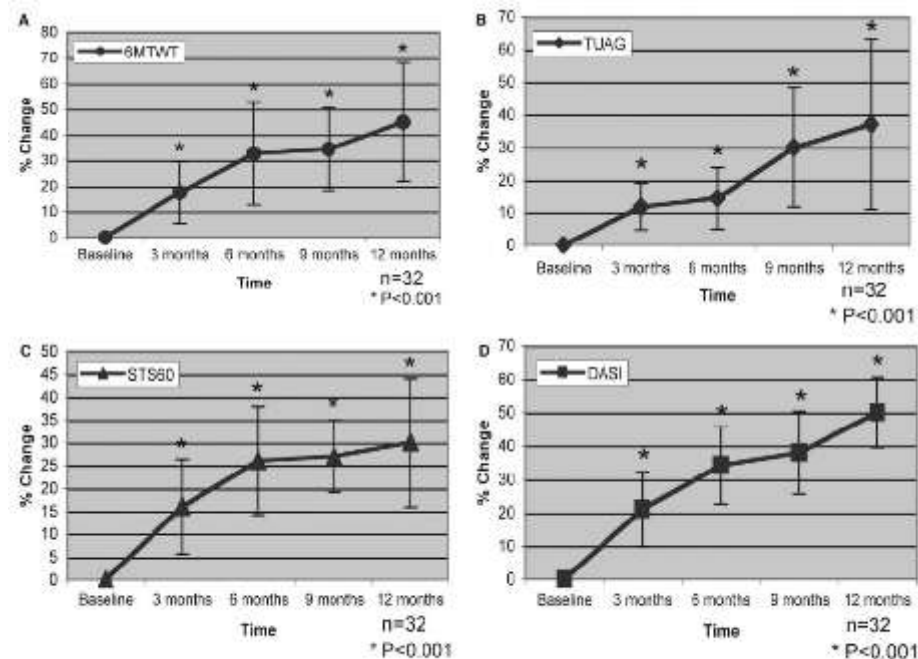 A
80
70
60
50
40
30
20
10
0
% Change
6MTWT
*
*
*
*
Baseline
3 months
6 months
9 months
12 months
Time
n=32
* P<0.001
B
70
60
50
40
30
20
10
0
% Change
TUAG
*
*
*
*
Baseline
3 months
6 months
9 months
12 months
Time
n=32
* P<0.001
C
50
45
40
35
30
25
20
15
10
5
0
% Change
STS60
*
*
*
*
Baseline
3 months
6 months
9 months
12 months
Time
n=32
* P<0.001
D
70
60
50
40
30
20
10
0
% Change
DASI
*
*
*
*
Baseline
3 months
6 months
9 months
12 months
Time
n=32
* P<0.001